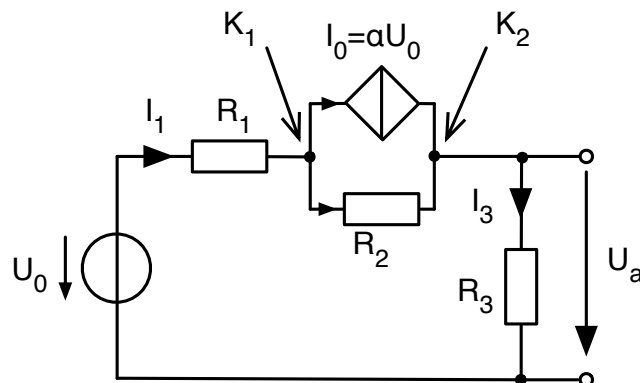 K₁ I₀=αU₀ K₂
I₁ R₁
R₂
I₃
U₀ R₃ Uₐ